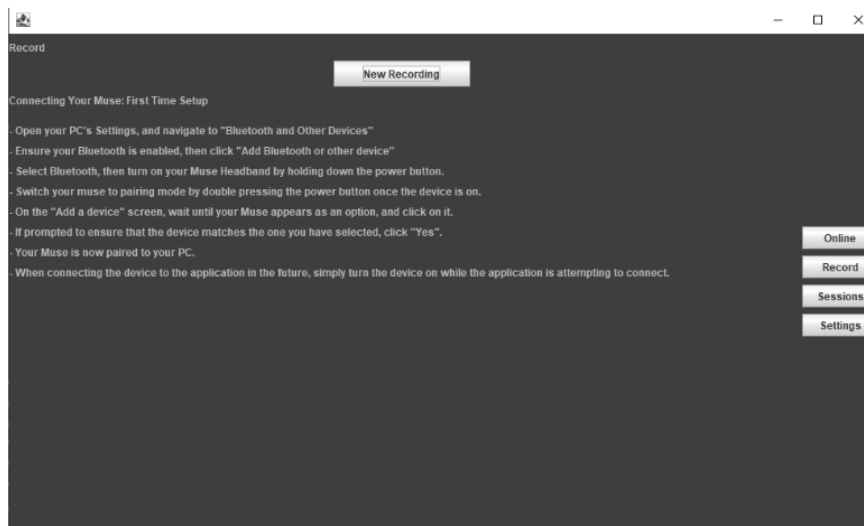 Record
New Recording
Connecting Your Muse: First Time Setup
- Open your PC's Settings, and navigate to "Bluetooth and Other Devices"
- Ensure your Bluetooth is enabled, then click "Add Bluetooth or other device"
- Select Bluetooth, then turn on your Muse Headband by holding down the power button.
- Switch your muse to pairing mode by double pressing the power button once the device is on.
- On the "Add a device" screen, wait until your Muse appears as an option, and click on it.
- If prompted to ensure that the device matches the one you have selected, click "Yes".
- Your Muse is now paired to your PC.
- When connecting the device to the application in the future, simply turn the device on while the application is attempting to connect.
Online
Record
Sessions
Settings